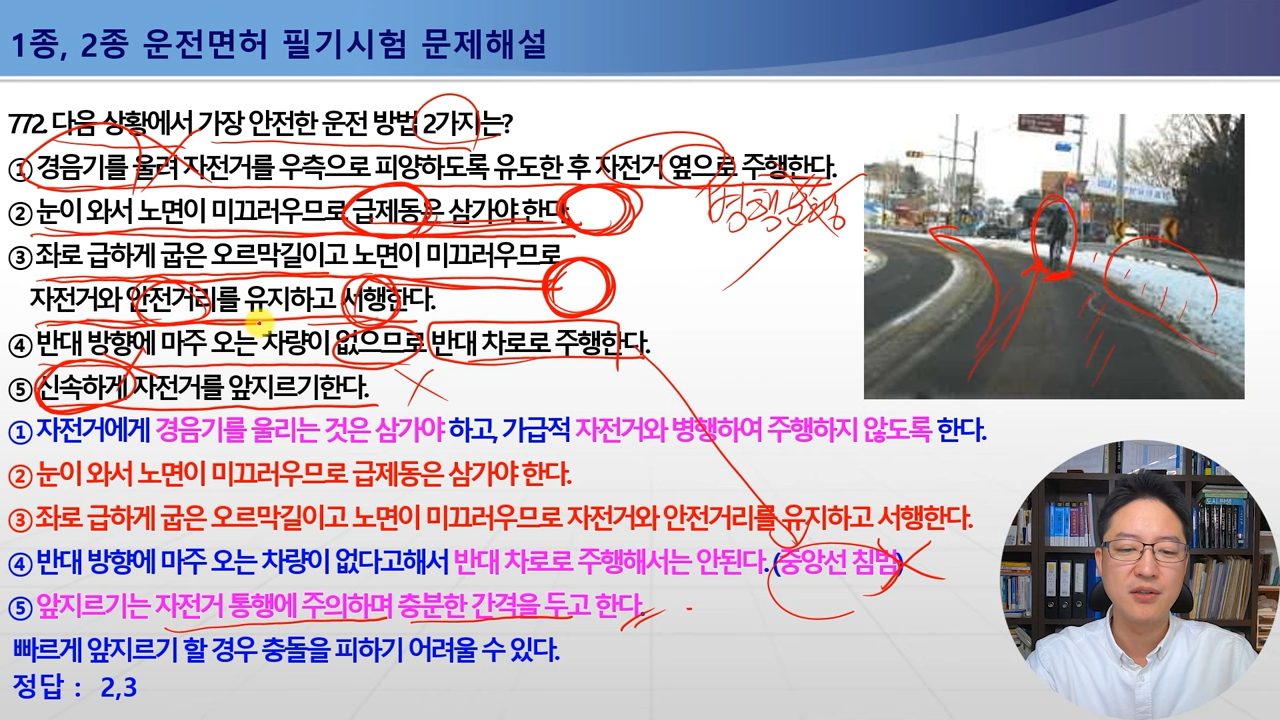 1종, 2종 운전면허 필기시험 문제해설
772. 다음 상황에서 가장 안전한 운전 방법 2가지는?
① 경음기를 울려 자전거를 우측으로 피양하도록 유도한 후 자전거 옆으로 주행한다.
② 눈이 와서 노면이 미끄러우므로 급제동은 삼가야 한다.
③ 좌로 급하게 굽은 오르막길이고 노면이 미끄러우므로
자전거와 안전거리를 유지하고 서행한다.
④ 반대 방향에 마주 오는 차량이 없으므로 반대 차로로 주행한다.
⑤ 신속하게 자전거를 앞지르기한다.
① 자전거에게 경음기를 울리는 것은 삼가야 하고, 가급적 자전거와 병행하여 주행하지 않도록 한다.
② 눈이 와서 노면이 미끄러우므로 급제동은 삼가야 한다.
③ 좌로 급하게 굽은 오르막길이고 노면이 미끄러우므로 자전거와 안전거리를 유지하고 서행한다.
④ 반대 방향에 마주 오는 차량이 없다고해서 반대 차로로 주행해서는 안된다. (중앙선 침범)
⑤ 앞지르기는 자전거 통행에 주의하며 충분한 간격을 두고 한다.
빠르게 앞지르기 할 경우 충돌을 피하기 어려울 수 있다.
정답 : 2,3